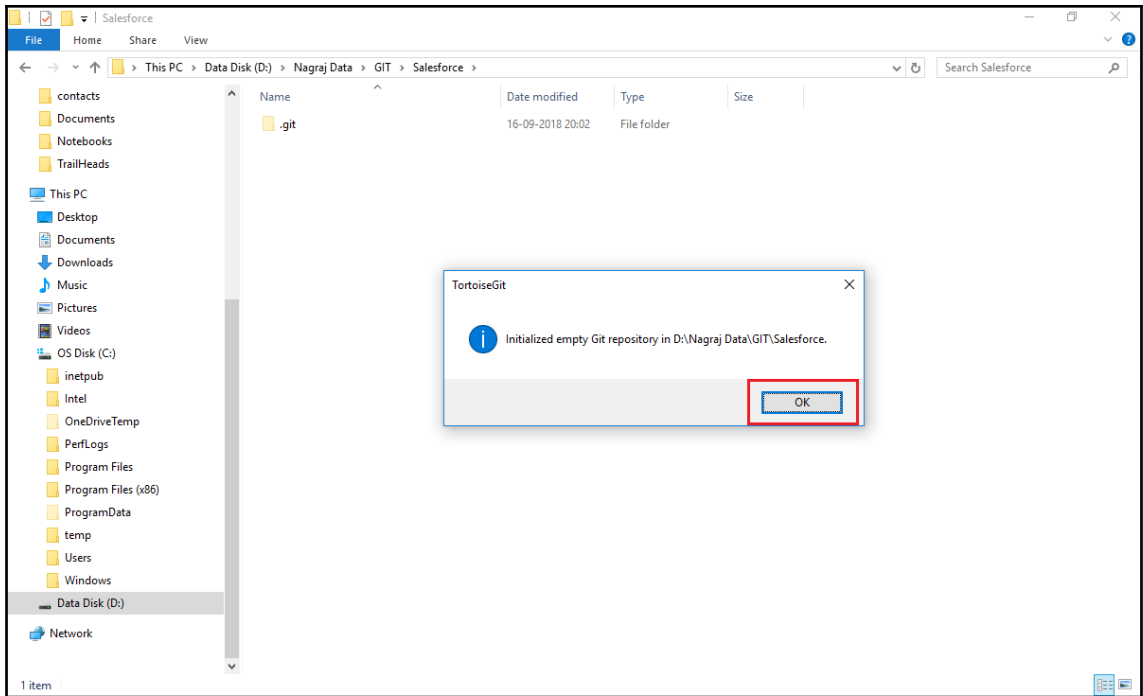 Salesforce
File Home Share View
This PC > Data Disk (D:) > Nagraj Data > GIT > Salesforce >
Search Salesforce
contacts
Documents
Notebooks
TrailHeads
This PC
Desktop
Documents
Downloads
Music
Pictures
Videos
OS Disk (C:)
inetpub
Intel
OneDriveTemp
PerfLogs
Program Files
Program Files (x86)
ProgramData
temp
Users
Windows
Data Disk (D:)
Network
Name Date modified Type Size
.git 16-09-2018 20:02 File folder
TortoiseGit
Initialized empty Git repository in D:\Nagraj Data\GIT\Salesforce.
OK
1 item